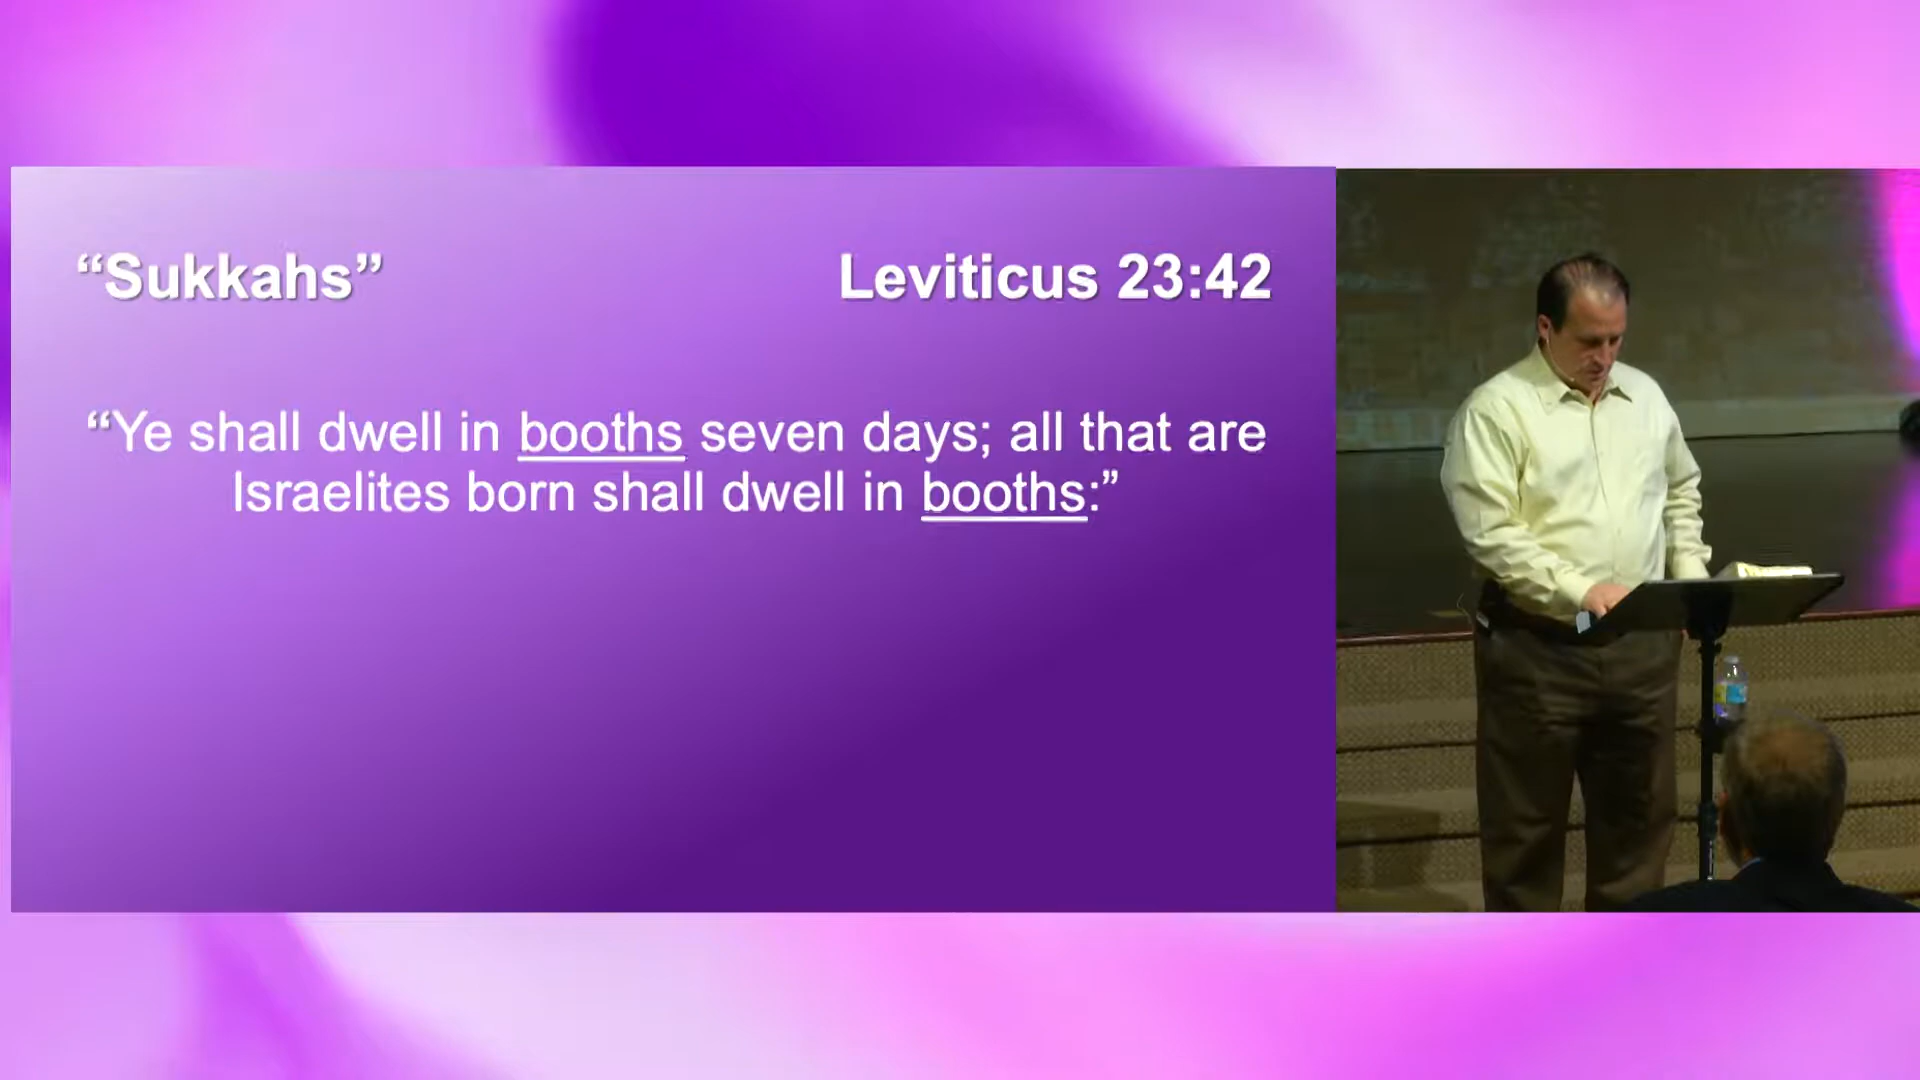 “Sukkahs” Leviticus 23:42
“Ye shall dwell in booths seven days; all that are
Israelites born shall dwell in booths:”